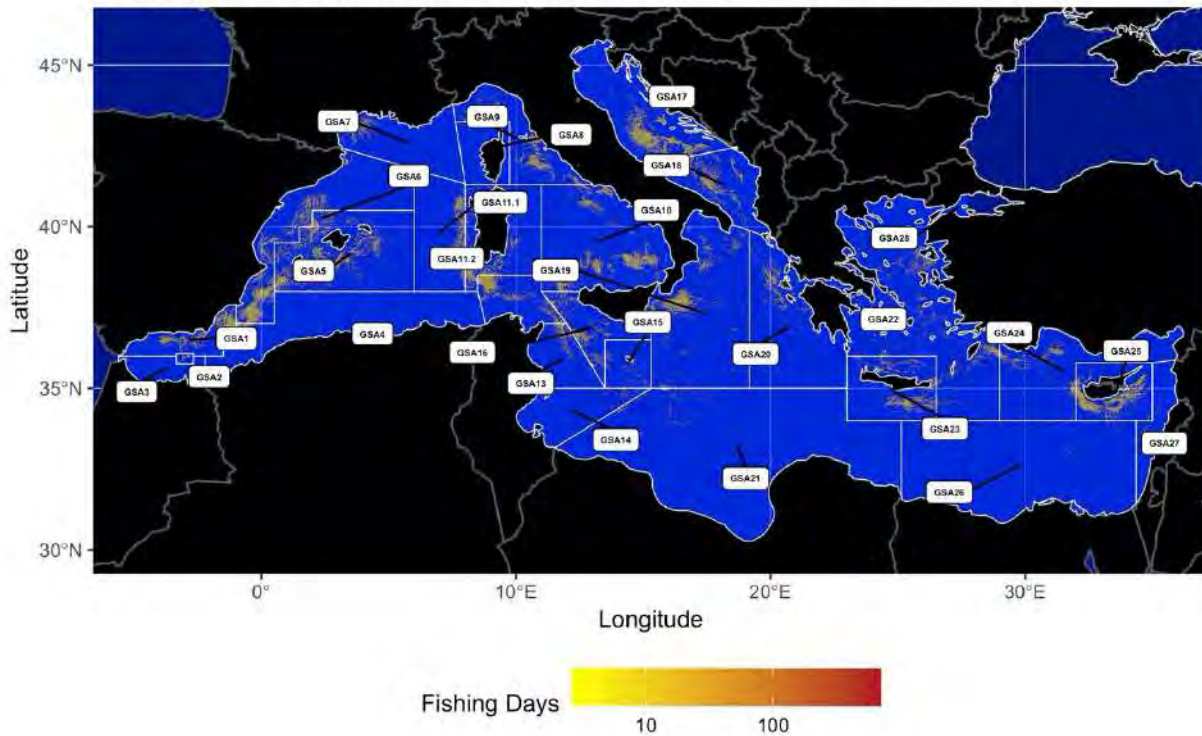 45°N
40°N
35°N
30°N
Latitude
GSA17
GSA9
GSA7
GSA8
GSA18
GSA6
GSA11.1
GSA10
GSA28
GSA11.2
GSA19
GSA5
GSA15
GSA22
GSA24
GSA1
GSA4
GSA16
GSA20
GSA25
GSA3
GSA2
GSA13
GSA23
GSA14
GSA27
GSA21
GSA26
0°
10°E
20°E
30°E
Longitude
Fishing Days
10
100